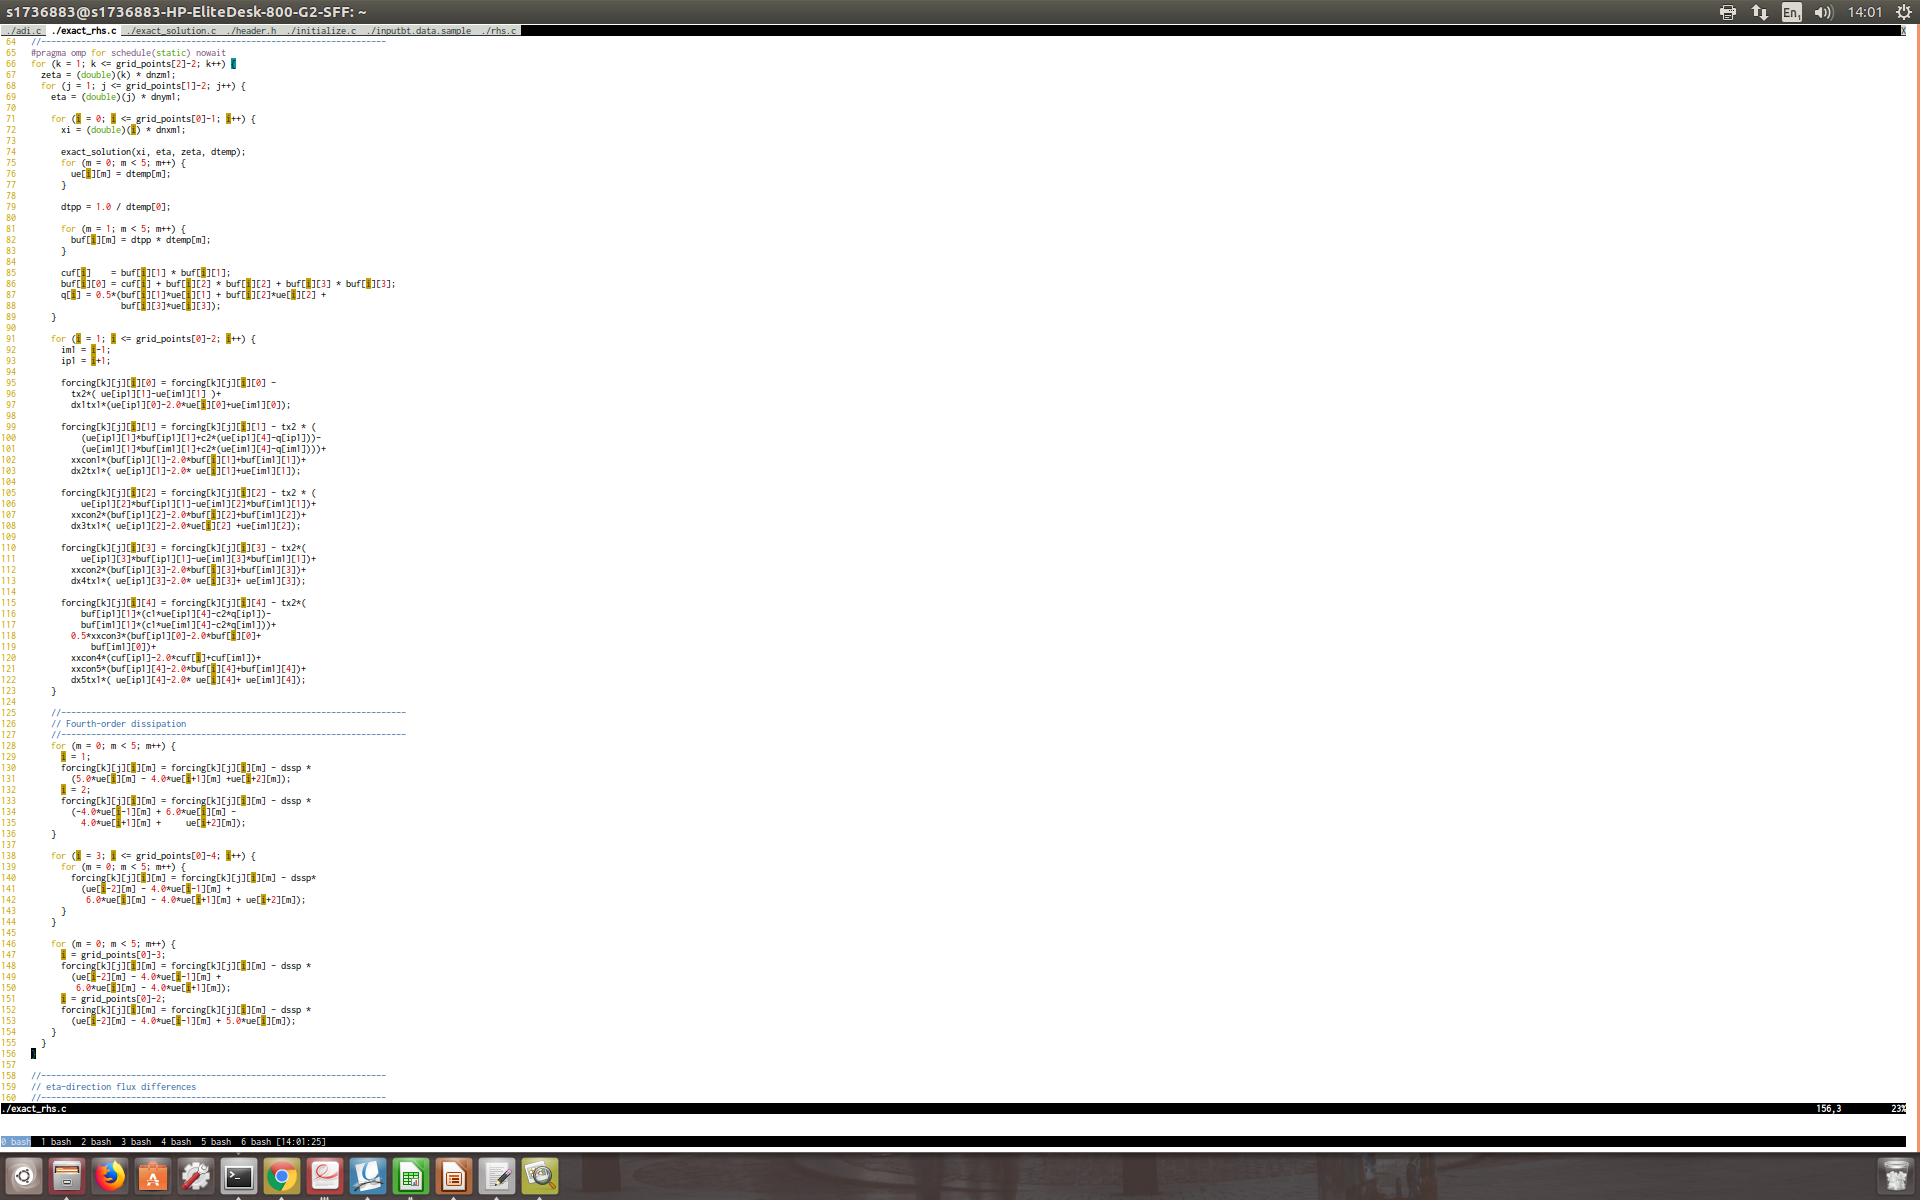 s1736883@s1736883-HP-EliteDesk-800-G2-SFF: ~
En1 14:01
./adi.c ./exact_rhs.c ./exact_solution.c ./header.h ./initialize.c ./inputbt.data.sample ./rhs.c X
64 //---------------------------------------------------------------------
65 #pragma omp for schedule(static) nowait
66 for (k = 1; k <= grid_points[2]-2; k++) {
67 zeta = (double)(k) * dnzm1;
68 for (j = 1; j <= grid_points[1]-2; j++) {
69 eta = (double)(j) * dnym1;
70
71 for (i = 0; i <= grid_points[0]-1; i++) {
72 xi = (double)(i) * dnxm1;
73
74 exact_solution(xi, eta, zeta, dtemp);
75 for (m = 0; m < 5; m++) {
76 ue[i][m] = dtemp[m];
77 }
78
79 dtpp = 1.0 / dtemp[0];
80
81 for (m = 1; m < 5; m++) {
82 buf[i][m] = dtpp * dtemp[m];
83 }
84
85 cuf[i] = buf[i][1] * buf[i][1];
86 buf[i][0] = cuf[i] + buf[i][2] * buf[i][2] + buf[i][3] * buf[i][3];
87 q[i] = 0.5*(buf[i][1]*ue[i][1] + buf[i][2]*ue[i][2] +
88 buf[i][3]*ue[i][3]);
89 }
90
91 for (i = 1; i <= grid_points[0]-2; i++) {
92 im1 = i-1;
93 ip1 = i+1;
94
95 forcing[k][j][i][0] = forcing[k][j][i][0] -
96 tx2*( ue[ip1][1]-ue[im1][1] )+
97 dx1tx1*(ue[ip1][0]-2.0*ue[i][0]+ue[im1][0]);
98
99 forcing[k][j][i][1] = forcing[k][j][i][1] - tx2 * (
100 (ue[ip1][1]*buf[ip1][1]+c2*(ue[ip1][4]-q[ip1]))-
101 (ue[im1][1]*buf[im1][1]+c2*(ue[im1][4]-q[im1])))+
102 xxcon1*(buf[ip1][1]-2.0*buf[i][1]+buf[im1][1])+
103 dx2tx1*( ue[ip1][1]-2.0* ue[i][1]+ue[im1][1]);
104
105 forcing[k][j][i][2] = forcing[k][j][i][2] - tx2 * (
106 ue[ip1][2]*buf[ip1][1]-ue[im1][2]*buf[im1][1])+
107 xxcon2*(buf[ip1][2]-2.0*buf[i][2]+buf[im1][2])+
108 dx3tx1*( ue[ip1][2]-2.0*ue[i][2] +ue[im1][2]);
109
110 forcing[k][j][i][3] = forcing[k][j][i][3] - tx2*(
111 ue[ip1][3]*buf[ip1][1]-ue[im1][3]*buf[im1][1])+
112 xxcon2*(buf[ip1][3]-2.0*buf[i][3]+buf[im1][3])+
113 dx4tx1*( ue[ip1][3]-2.0* ue[i][3]+ ue[im1][3]);
114
115 forcing[k][j][i][4] = forcing[k][j][i][4] - tx2*(
116 buf[ip1][1]*(c1*ue[ip1][4]-c2*q[ip1])-
117 buf[im1][1]*(c1*ue[im1][4]-c2*q[im1]))+
118 0.5*xxcon3*(buf[ip1][0]-2.0*buf[i][0]+
119 buf[im1][0])+
120 xxcon4*(cuf[ip1]-2.0*cuf[i]+cuf[im1])+
121 xxcon5*(buf[ip1][4]-2.0*buf[i][4]+buf[im1][4])+
122 dx5tx1*( ue[ip1][4]-2.0* ue[i][4]+ ue[im1][4]);
123 }
124
125 //---------------------------------------------------------------------
126 // Fourth-order dissipation
127 //---------------------------------------------------------------------
128 for (m = 0; m < 5; m++) {
129 i = 1;
130 forcing[k][j][i][m] = forcing[k][j][i][m] - dssp *
131 (5.0*ue[i][m] - 4.0*ue[i+1][m] +ue[i+2][m]);
132 i = 2;
133 forcing[k][j][i][m] = forcing[k][j][i][m] - dssp *
134 (-4.0*ue[i-1][m] + 6.0*ue[i][m] -
135 4.0*ue[i+1][m] + ue[i+2][m]);
136 }
137
138 for (i = 3; i <= grid_points[0]-4; i++) {
139 for (m = 0; m < 5; m++) {
140 forcing[k][j][i][m] = forcing[k][j][i][m] - dssp*
141 (ue[i-2][m] - 4.0*ue[i-1][m] +
142 6.0*ue[i][m] - 4.0*ue[i+1][m] + ue[i+2][m]);
143 }
144 }
145
146 for (m = 0; m < 5; m++) {
147 i = grid_points[0]-3;
148 forcing[k][j][i][m] = forcing[k][j][i][m] - dssp *
149 (ue[i-2][m] - 4.0*ue[i-1][m] +
150 6.0*ue[i][m] - 4.0*ue[i+1][m]);
151 i = grid_points[0]-2;
152 forcing[k][j][i][m] = forcing[k][j][i][m] - dssp *
153 (ue[i-2][m] - 4.0*ue[i-1][m] + 5.0*ue[i][m]);
154 }
155 }
156 }
157
158 //---------------------------------------------------------------------
159 // eta-direction flux differences
160 //---------------------------------------------------------------------
./exact_rhs.c 156,3 23%
0 bash 1 bash 2 bash 3 bash 4 bash 5 bash 6 bash [14:01:25]